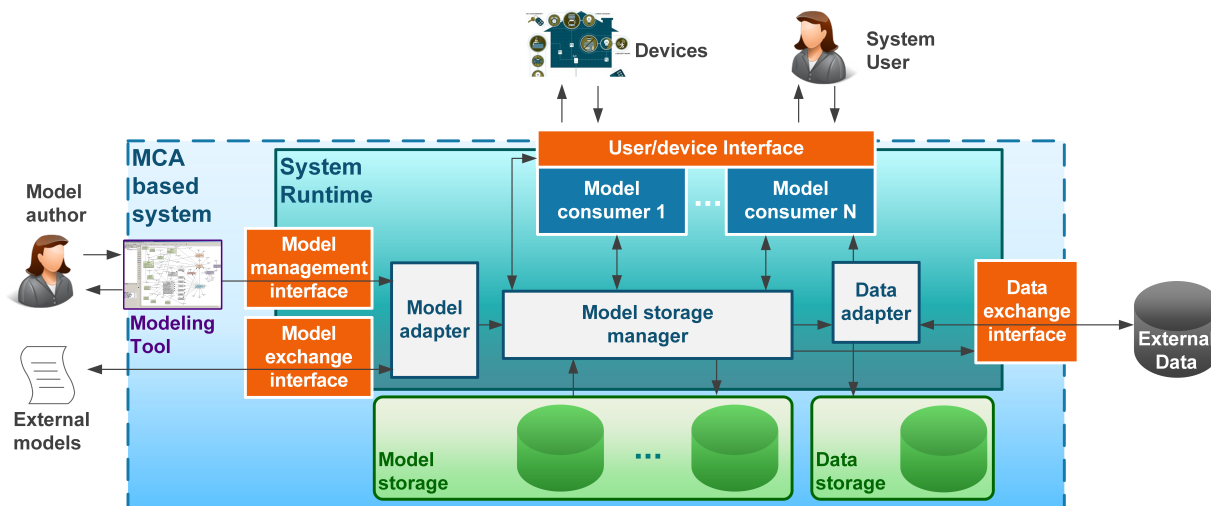 Devices
System
User
User/device Interface
MCA
based
system
System
Runtime
Model
consumer 1
...
Model
consumer N
Model
author
Model
management
interface
Modeling
Tool
Model
adapter
Model storage
manager
Data
adapter
Data
exchange
interface
External
Data
Model
exchange
interface
External
models
Model
storage
...
Data
storage